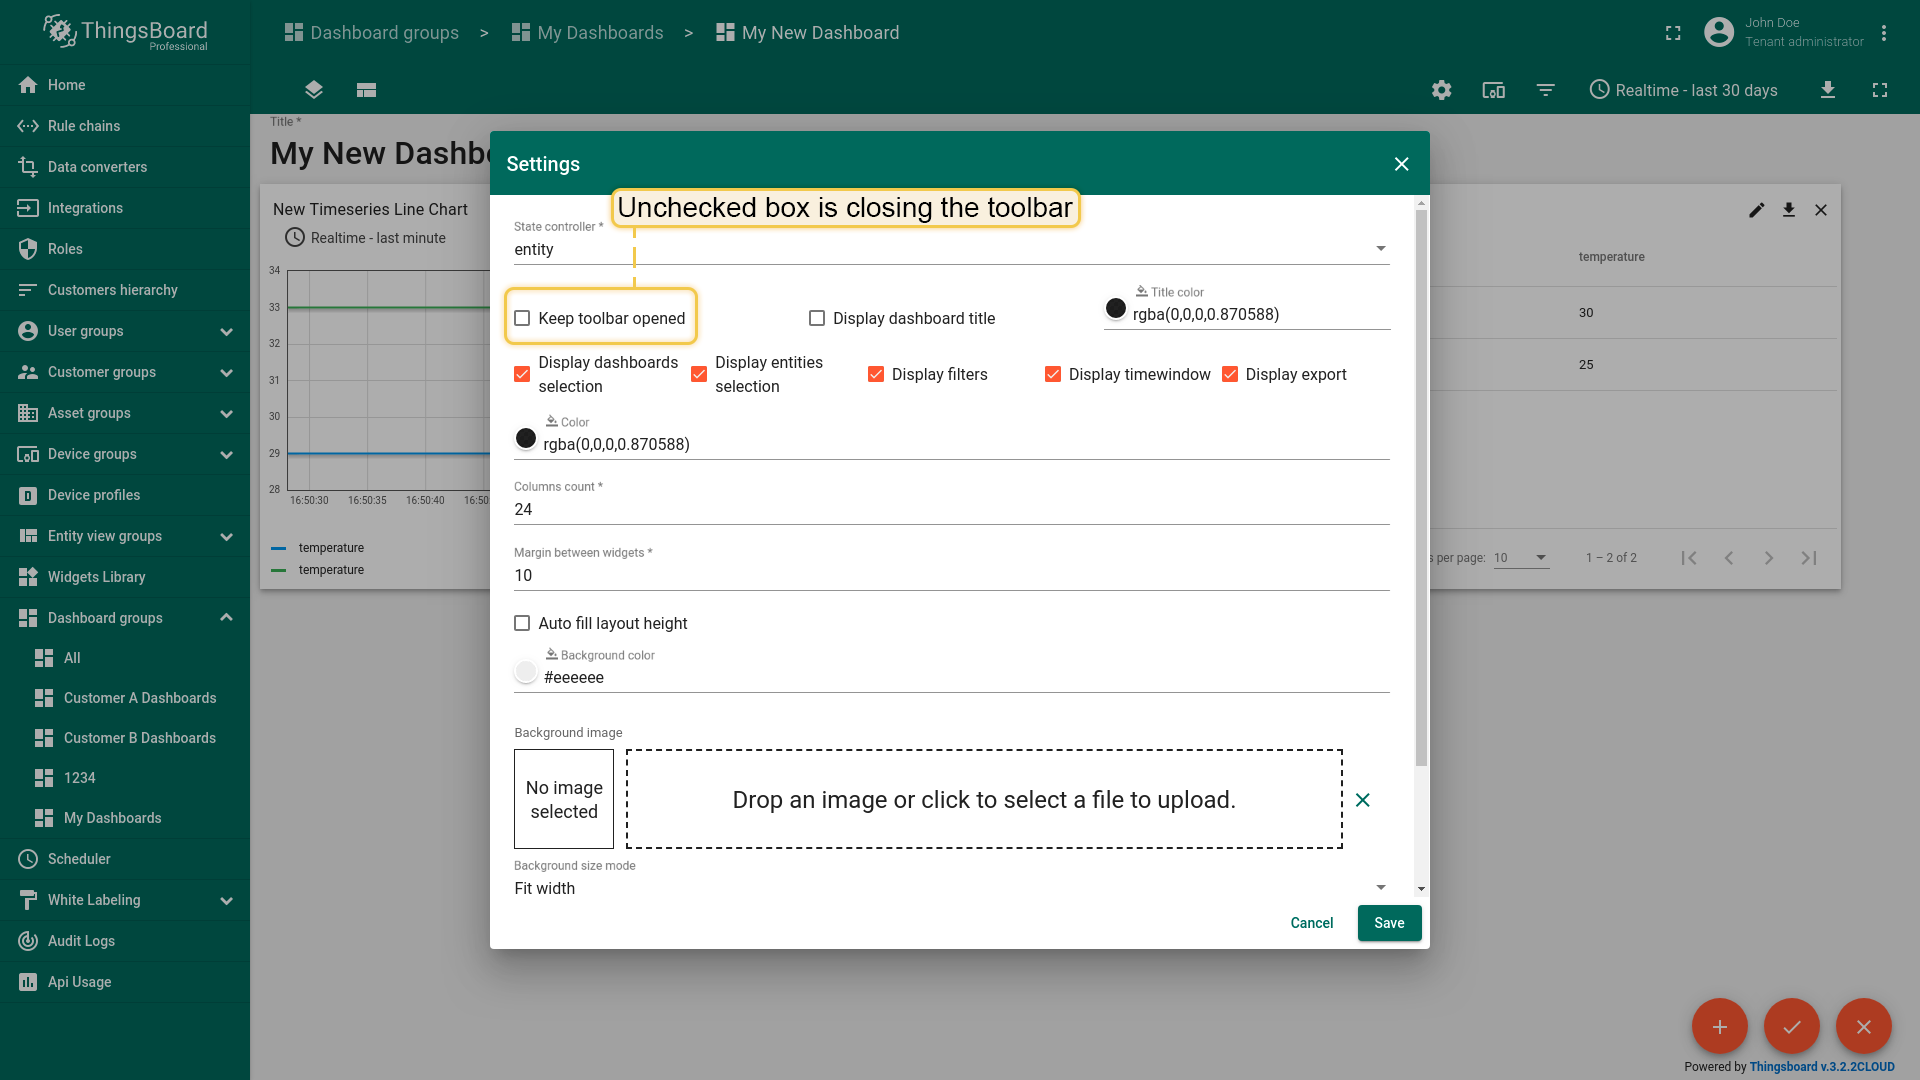 ThingsBoard
Professional
Dashboard groups > My Dashboards > My New Dashboard
John Doe
Tenant administrator
Realtime - last 30 days
Home
Rule chains
Data converters
Integrations
Roles
Customers hierarchy
User groups
Customer groups
Asset groups
Device groups
Device profiles
Entity view groups
Widgets Library
Dashboard groups
All
Customer A Dashboards
Customer B Dashboards
1234
My Dashboards
Scheduler
White Labeling
Audit Logs
Api Usage
Title *
My New Dashb
New Timeseries Line Chart
Realtime - last minute
34
33
32
31
30
29
28
16:50:30 16:50:35 16:50:40 16:50
temperature
temperature
Settings
Unchecked box is closing the toolbar
State controller *
entity
Keep toolbar opened
Display dashboard title
Title color
rgba(0,0,0,0.870588)
Display dashboards selection
Display entities selection
Display filters
Display timewindow
Display export
Color
rgba(0,0,0,0.870588)
Columns count *
24
Margin between widgets *
10
Auto fill layout height
Background color
#eeeeee
Background image
No image
selected
Drop an image or click to select a file to upload.
Background size mode
Fit width
Cancel
Save
temperature
30
25
s per page: 10
1 – 2 of 2
Powered by Thingsboard v.3.2.2CLOUD